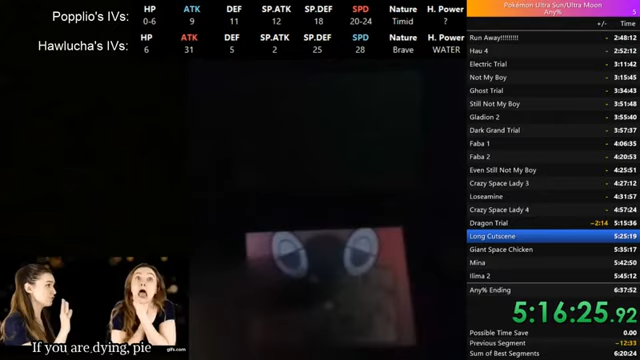 HP ATK DEF SP.ATK SP.DEF SPD Nature H. Power
Popplio's IVs: 0-6 9 11 12 18 20-24 Timid ?
HP ATK DEF SP.ATK SP.DEF SPD Nature H. Power
Hawlucha's IVs: 6 31 5 2 25 28 Brave WATER
Pokémon Ultra Sun/Ultra Moon
Any% 5
+/- Time
Run Away!!!!!!!!! - 2:48:12
Hau 4 - 2:52:12
Electric Trial - 3:11:42
Not My Boy - 3:15:45
Ghost Trial - 3:34:43
Still Not My Boy - 3:51:48
Gladion 2 - 3:55:40
Dark Grand Trial - 3:57:37
Faba 1 - 4:06:35
Faba 2 - 4:20:53
Even Still Not My Boy - 4:25:51
Crazy Space Lady 3 - 4:27:12
Loseamine - 4:31:57
Crazy Space Lady 4 - 4:57:24
Dragon Trial −2:14 5:15:36
Long Cutscene 5:25:19
Giant Space Chicken 5:35:17
Mina 5:42:50
Ilima 2 5:45:12
Any% Ending 6:37:52
5:16:25.92
Possible Time Save 0.00
Previous Segment −12:33
Sum of Best Segments 6:20:28
If you are dying, pie
gifs.com